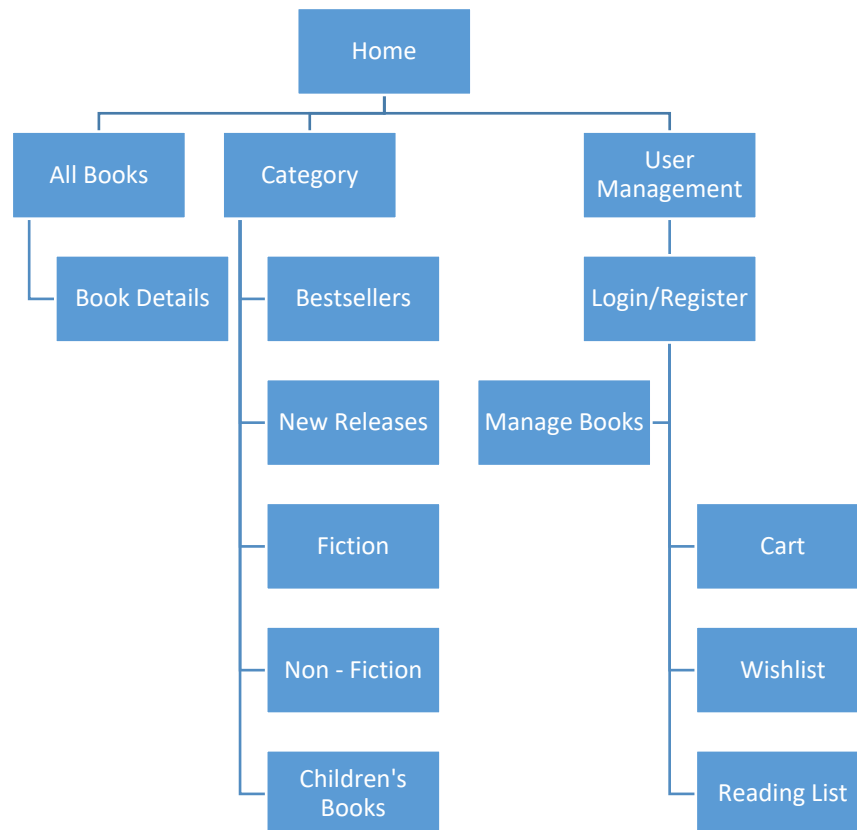 Home
All Books
Category
User
Management
Book Details
Bestsellers
Login/Register
New Releases
Manage Books
Fiction
Cart
Non - Fiction
Wishlist
Children's
Books
Reading List